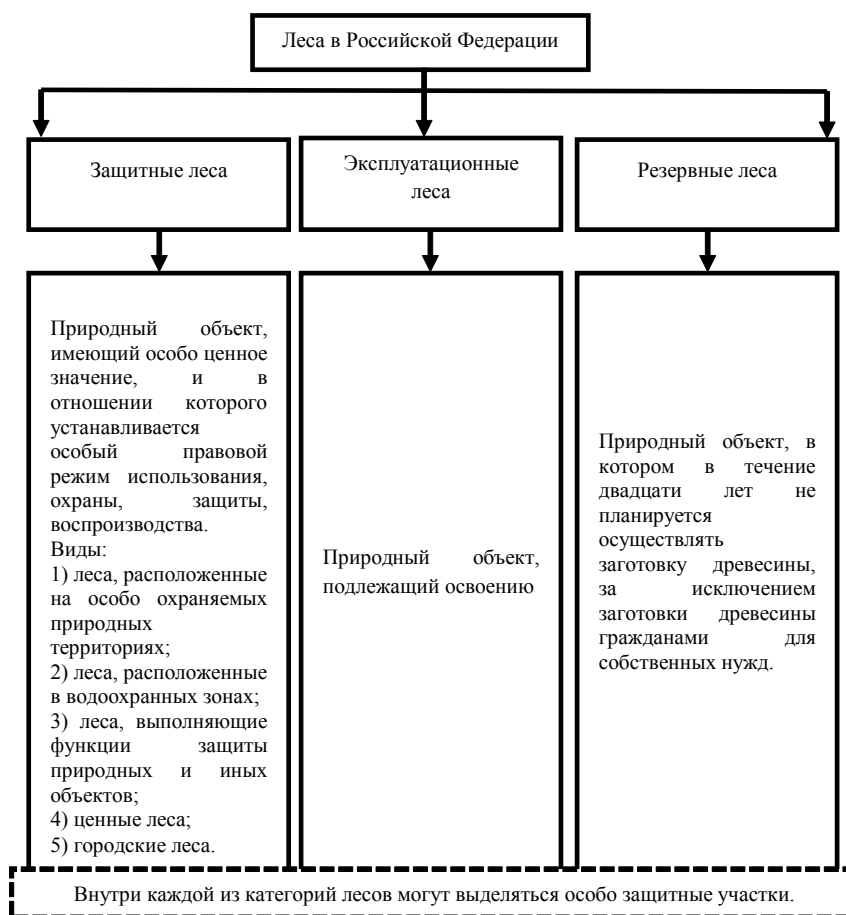 Леса в Российской Федерации
Защитные леса
Эксплуатационные
леса
Резервные леса
Природный объект,
имеющий особо ценное
значение, и в
отношении которого
устанавливается
особый правовой
режим использования,
охраны, защиты,
воспроизводства.
Виды:
1) леса, расположенные
на особо охраняемых
природных
территориях;
2) леса, расположенные
в водоохранных зонах;
3) леса, выполняющие
функции защиты
природных и иных
объектов;
4) ценные леса;
5) городские леса.
Природный объект,
подлежащий освоению
Природный объект, в
котором в течение
двадцати лет не
планируется
осуществлять
заготовку древесины,
за исключением
заготовки древесины
гражданами для
собственных нужд.
Внутри каждой из категорий лесов могут выделяться особо защитные участки.